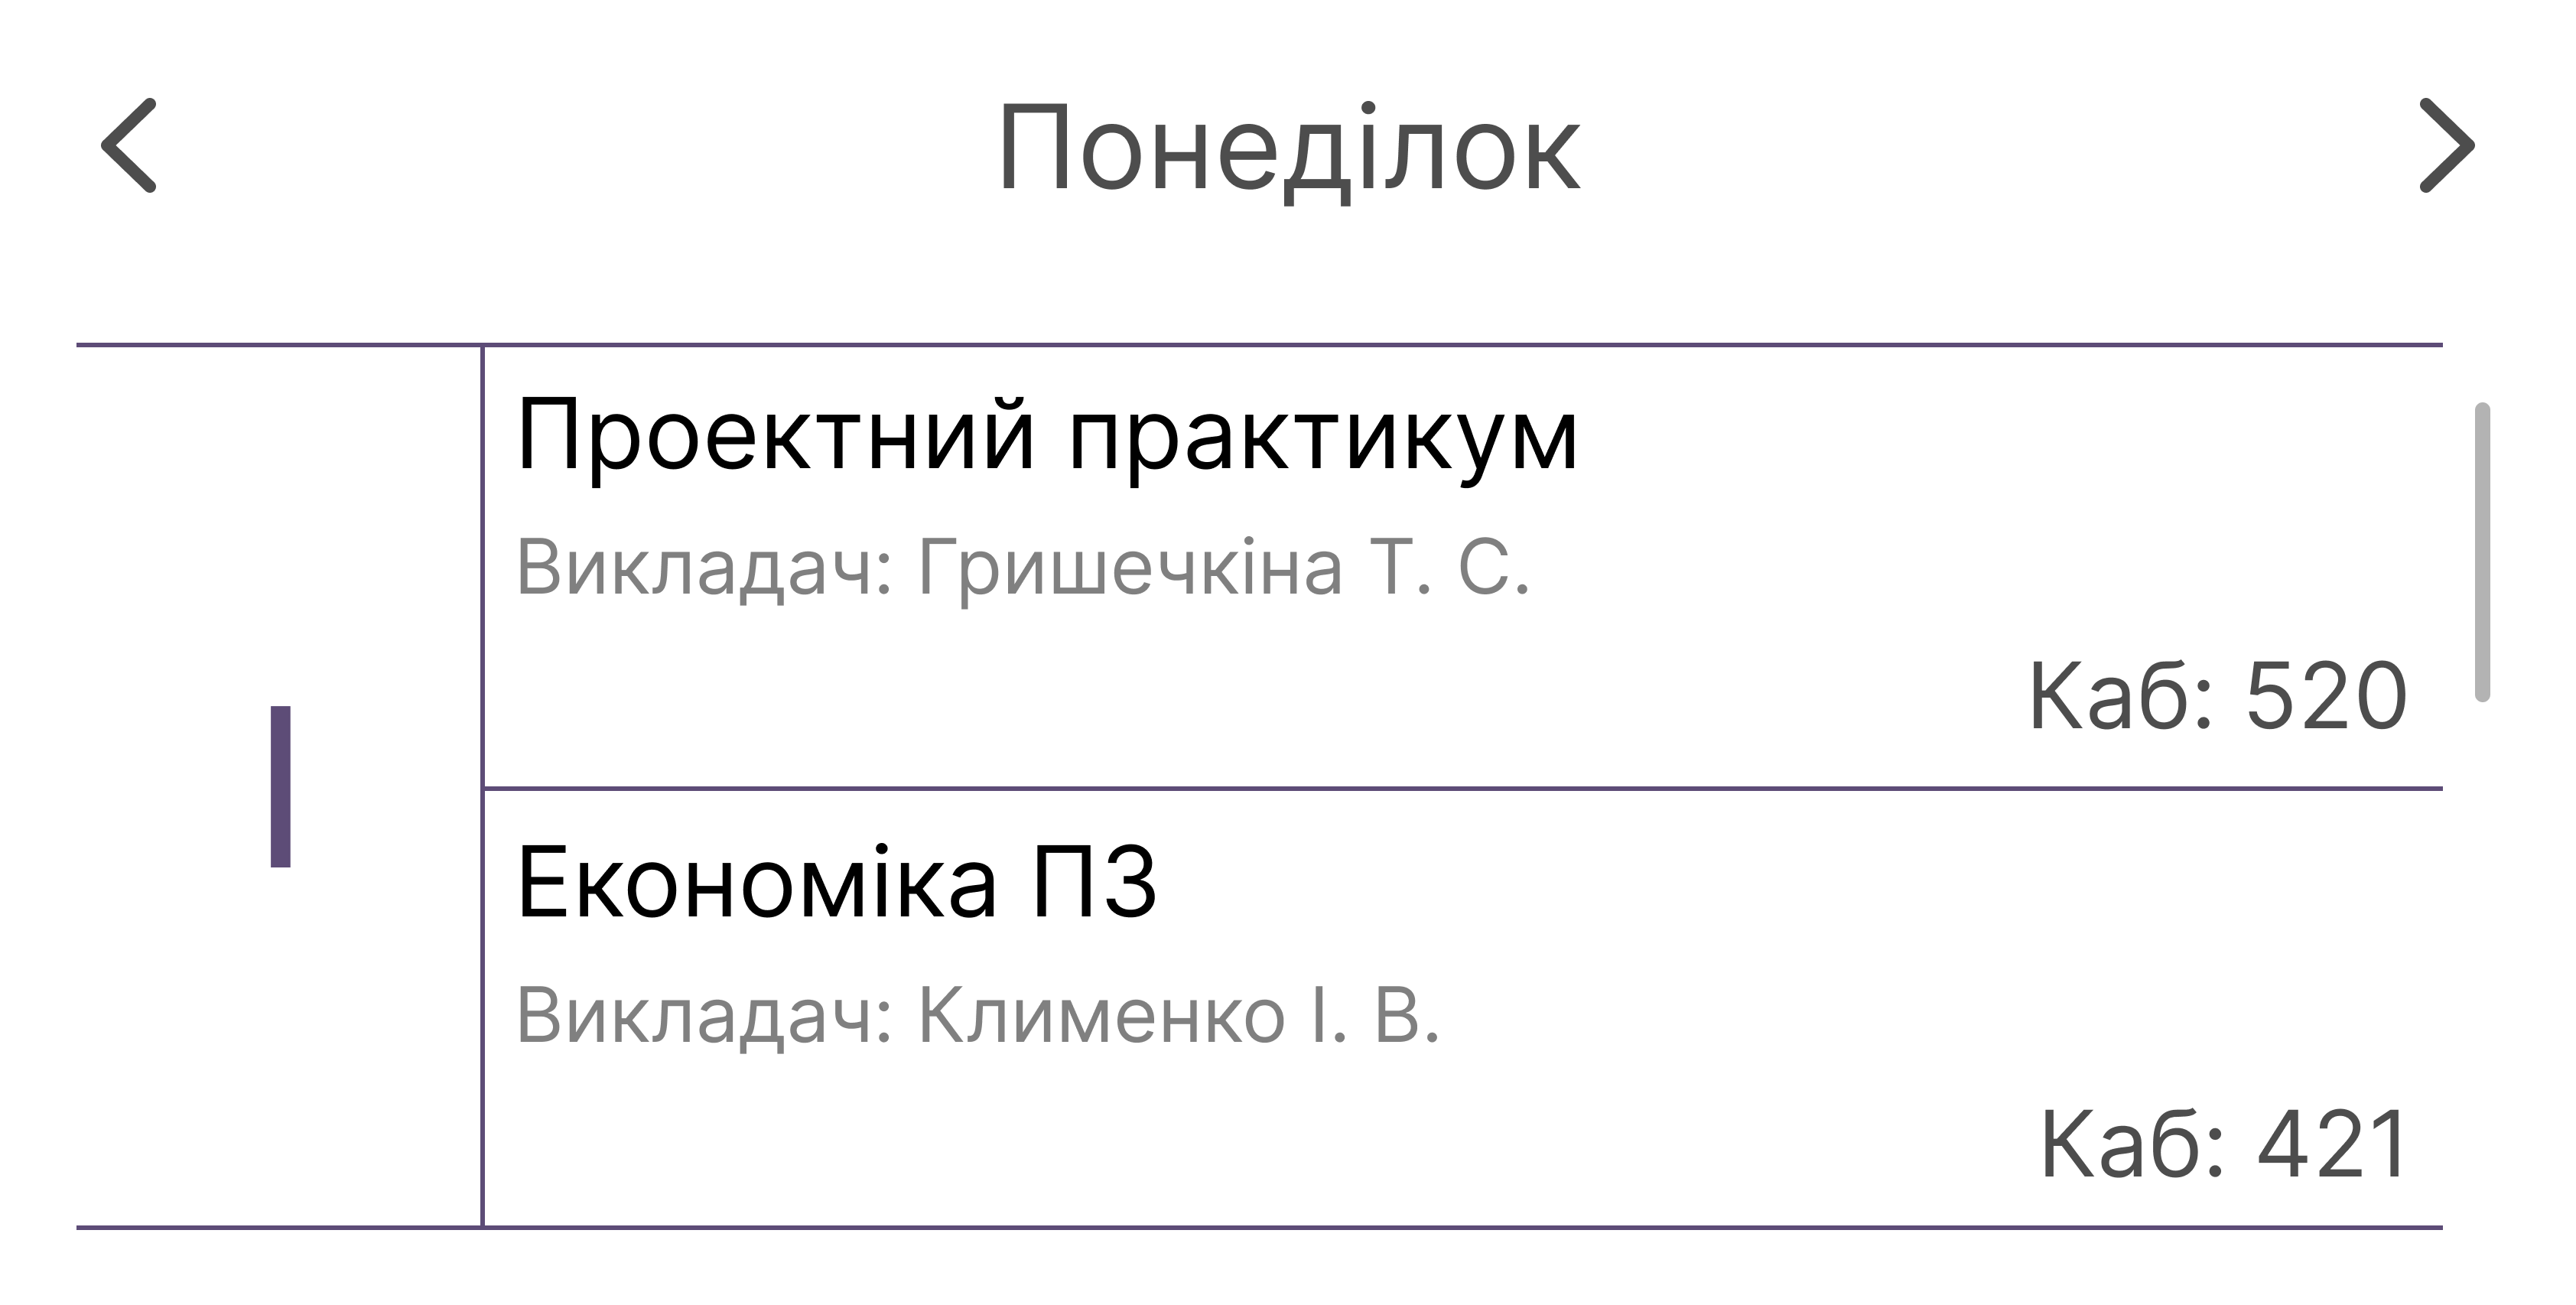 Понеділок
Проектний практикум
Викладач: Гришечкіна Т. С.
Каб: 520
I
Економіка ПЗ
Викладач: Клименко І. В.
Каб: 421